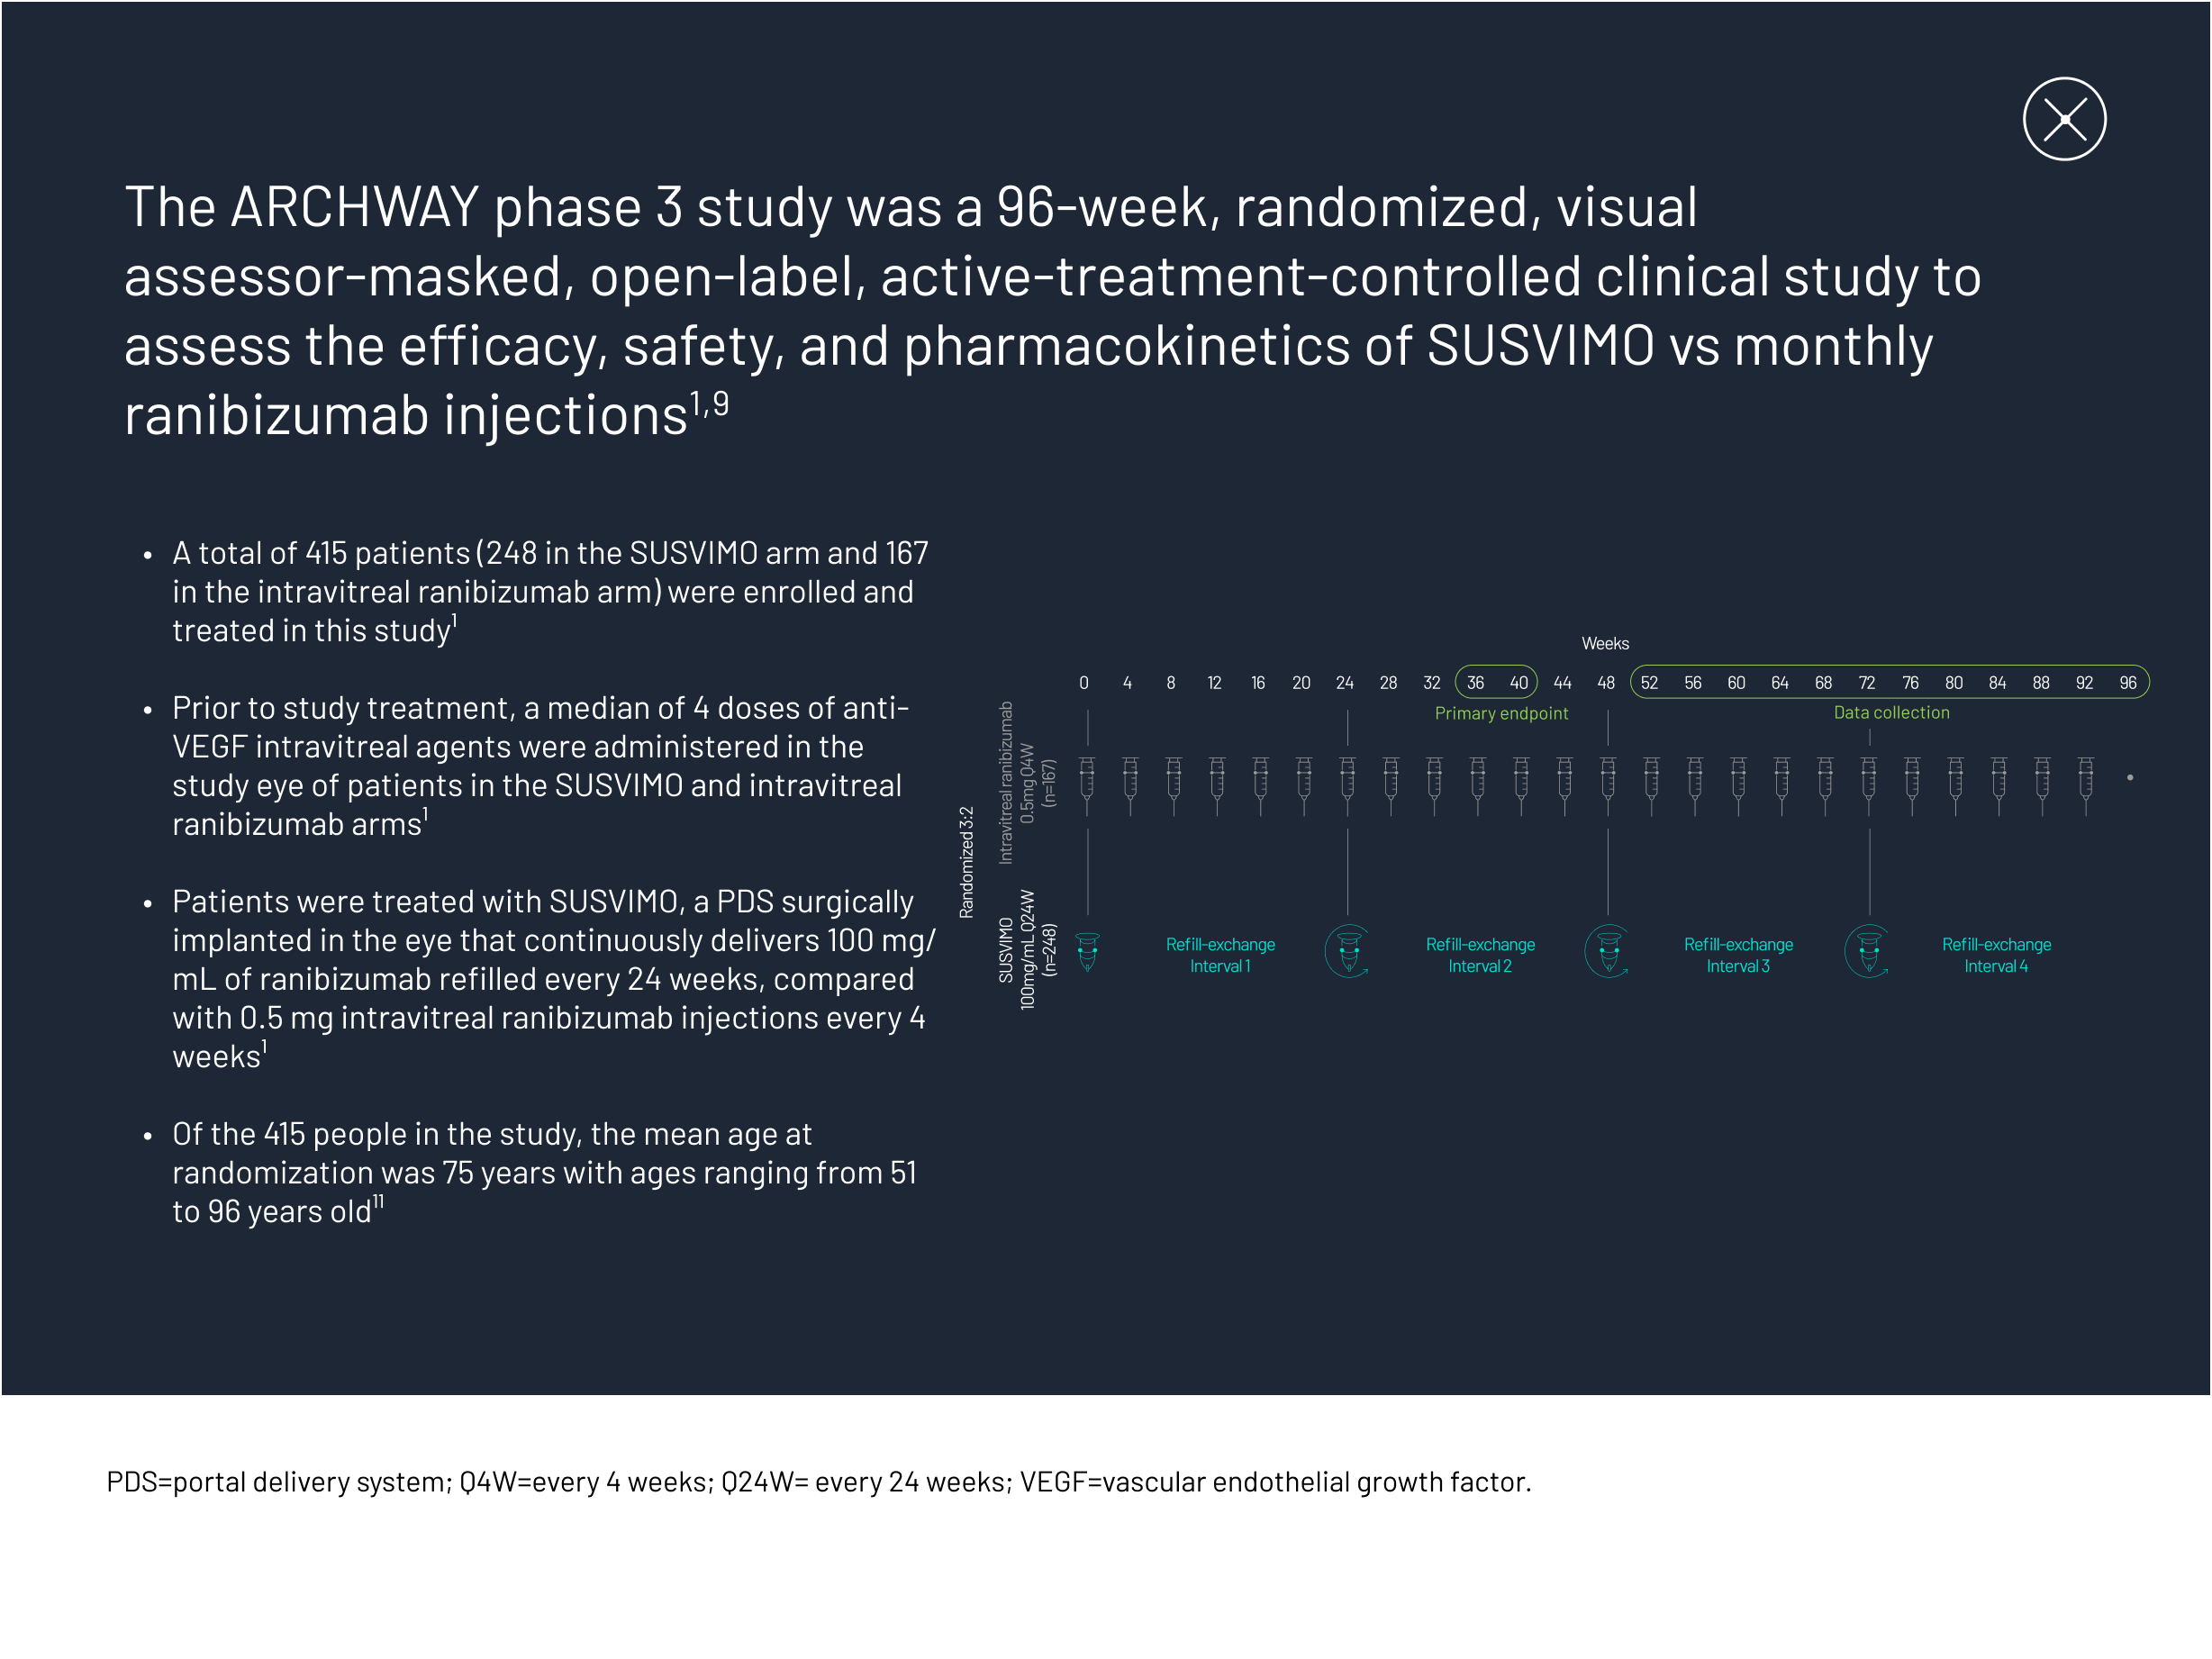 The ARCHWAY phase 3 study was a 96-week, randomized, visual
assessor-masked, open-label, active-treatment-controlled clinical study to
assess the efficacy, safety, and pharmacokinetics of SUSVIMO vs monthly
ranibizumab injections1,9
• A total of 415 patients (248 in the SUSVIMO arm and 167
in the intravitreal ranibizumab arm) were enrolled and
treated in this study1
• Prior to study treatment, a median of 4 doses of anti-
VEGF intravitreal agents were administered in the
study eye of patients in the SUSVIMO and intravitreal
ranibizumab arms1
• Patients were treated with SUSVIMO, a PDS surgically
implanted in the eye that continuously delivers 100 mg/
mL of ranibizumab refilled every 24 weeks, compared
with 0.5 mg intravitreal ranibizumab injections every 4
weeks1
• Of the 415 people in the study, the mean age at
randomization was 75 years with ages ranging from 51
to 96 years old11
Weeks
0 4 8 12 16 20 24 28 32 36 40 44 48 52 56 60 64 68 72 76 80 84 88 92 96
Primary endpoint
Data collection
Randomized 3:2
Intravitreal ranibizumab
0.5mg Q4W
(n=167)
SUSVIMO
100mg/mL Q24W
(n=248)
Refill-exchange
Interval 1
Refill-exchange
Interval 2
Refill-exchange
Interval 3
Refill-exchange
Interval 4
PDS=portal delivery system; Q4W=every 4 weeks; Q24W= every 24 weeks; VEGF=vascular endothelial growth factor.